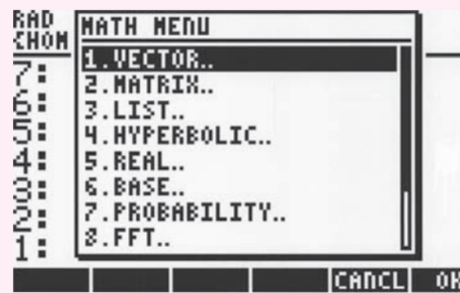 RAD
CHOM
MATH MENU
7:
6:
5:
4:
3:
2:
1:
1.VECTOR..
2.MATRIX..
3.LIST..
4.HYPERBOLIC..
5.REAL..
6.BASE..
7.PROBABILITY..
8.FFT..
CANCL
OK